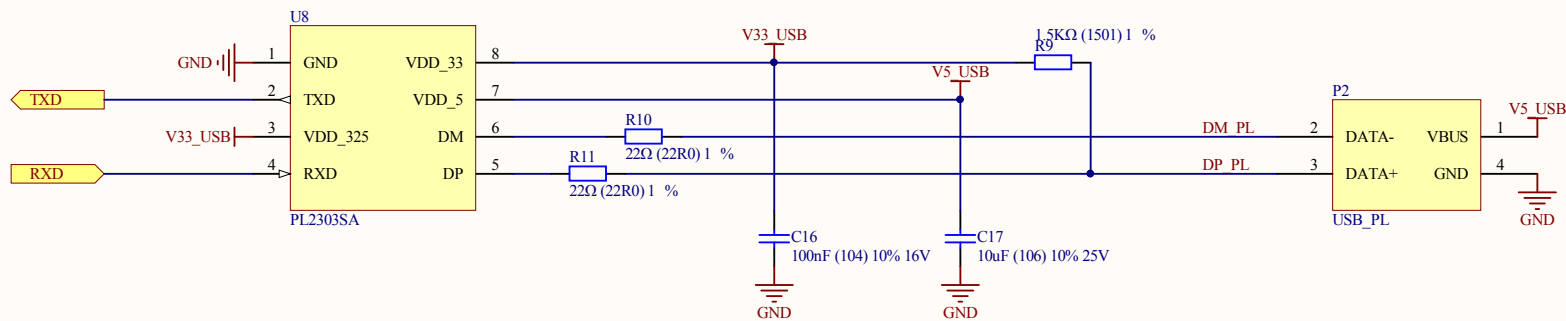 U8
GND
1
GND
VDD_33
8
V33_USB
1.5KΩ (1501) 1 %
R9
TXD
2
TXD
VDD_5
7
V5_USB
P2
V33_USB
3
VDD_325
DM
6
R10
22Ω (22R0) 1 %
DM_PL
2
DATA-
VBUS
1
V5_USB
RXD
4
RXD
DP
5
R11
22Ω (22R0) 1 %
DP_PL
3
DATA+
GND
4
GND
PL2303SA
USB_PL
C16
100nF (104) 10% 16V
GND
C17
10uF (106) 10% 25V
GND